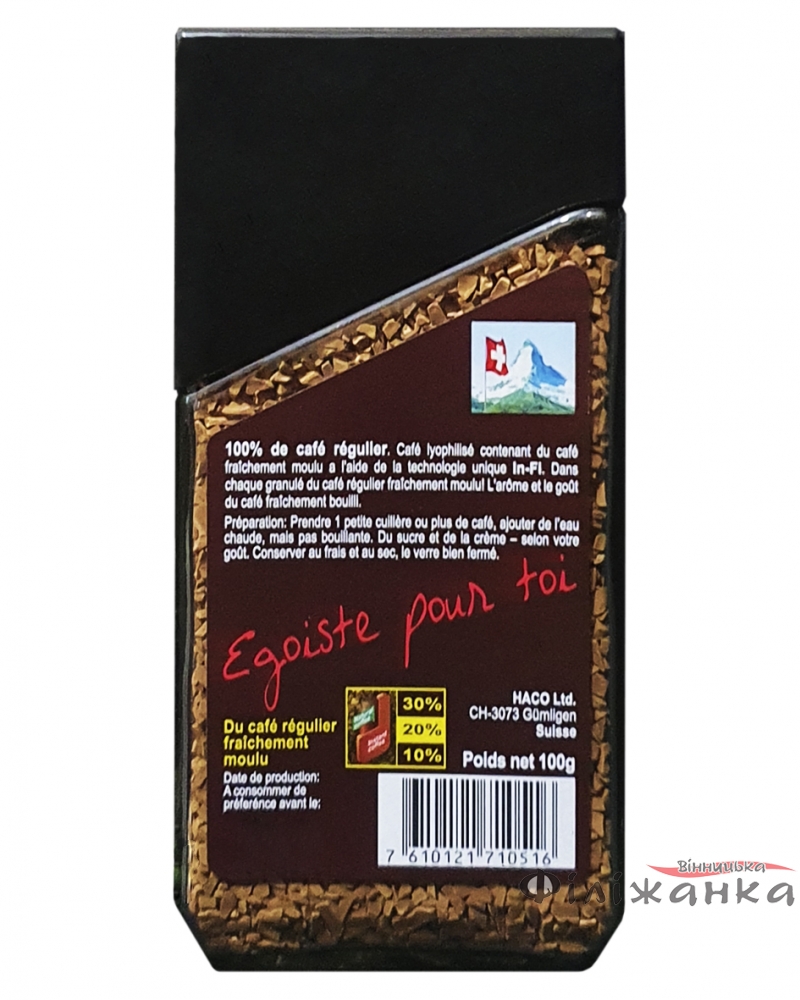 100% de café régulier. Café lyophilisé contenant du café
fraîchement moulu a l'aide de la technologie unique In-Fi. Dans
chaque granulé du café régulier fraîchement moulu! L'arôme et le goût
du café fraîchement bouilli.
Préparation: Prendre 1 petite cuillère ou plus de café, ajouter de l'eau
chaude, mais pas bouillante. Du sucre et de la crème – selon votre
goût. Conserver au frais et au sec, le verre bien fermé.
Egoiste pour toi
Du café régulier
fraîchement
moulu
30%
20%
10%
instant
coffee
HACO Ltd.
CH-3073 Gümligen
Suisse
Poids net 100g
Date de production:
A consommer de
préférence avant le:
7 610121 710516
Вінницька
Філіжанка